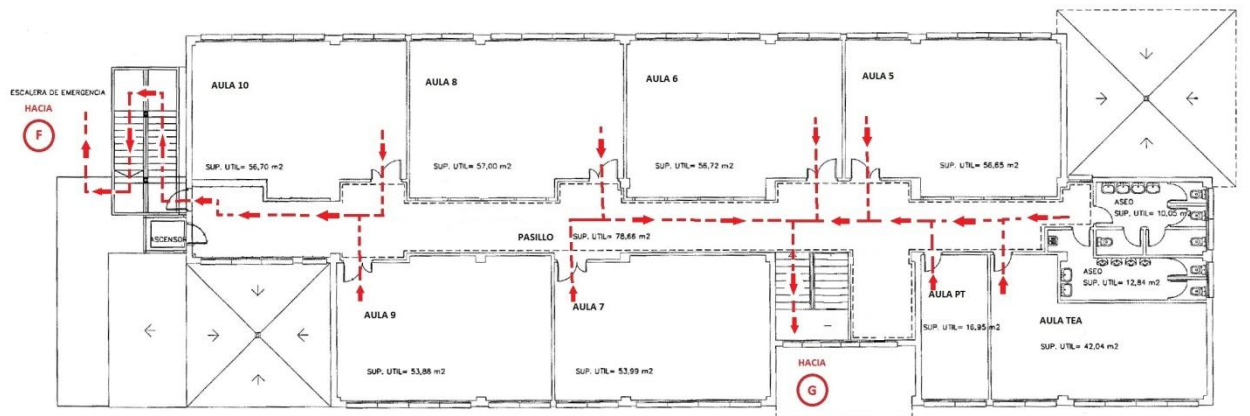 AULA 10
AULA 8
AULA 6
AULA 5
ESCALERA DE EMERGENCIA
HACIA
F
SUP. UTIL= 56,70 m2
SUP. UTIL= 57,00 m2
SUP. UTIL= 56,72 m2
SUP. UTIL= 56,65 m2
ASEO
SUP. UTIL= 10,05 m2
ASCENSOR
PASILLO
SUP. UTIL= 78,66 m2
ASEO
SUP. UTIL= 12,84 m2
AULA 9
AULA 7
AULA PT
SUP. UTIL= 16,95 m2
AULA TEA
SUP. UTIL= 42,04 m2
SUP. UTIL= 53,88 m2
SUP. UTIL= 53,99 m2
HACIA
G